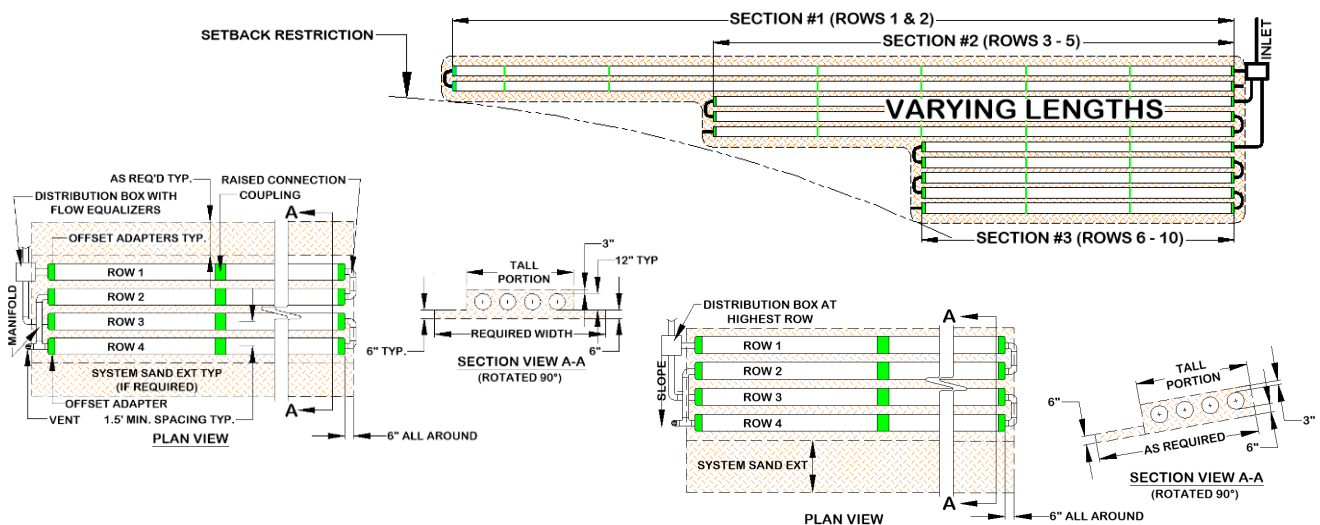 SECTION #1 (ROWS 1 & 2)
SETBACK RESTRICTION
SECTION #2 (ROWS 3 - 5)
INLET
VARYING LENGTHS
SECTION #3 (ROWS 6 - 10)
AS REQ'D TYP.
RAISED CONNECTION
COUPLING
DISTRIBUTION BOX WITH
FLOW EQUALIZERS
A
OFFSET ADAPTERS TYP.
ROW 1
ROW 2
ROW 3
ROW 4
MANIFOLD
SYSTEM SAND EXT TYP
(IF REQUIRED)
OFFSET ADAPTER
VENT
1.5' MIN. SPACING TYP.
A
PLAN VIEW
6" ALL AROUND
3"
12" TYP
TALL
PORTION
REQUIRED WIDTH
6" TYP.
6"
SECTION VIEW A-A
(ROTATED 90°)
DISTRIBUTION BOX AT
HIGHEST ROW
A
ROW 1
ROW 2
ROW 3
ROW 4
SLOPE
SYSTEM SAND EXT
A
PLAN VIEW
6" ALL AROUND
TALL
PORTION
6"
3"
AS REQUIRED
6"
SECTION VIEW A-A
(ROTATED 90°)